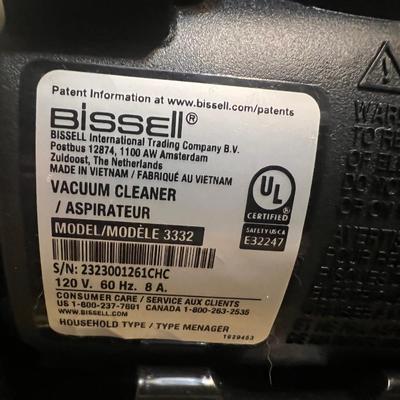 Patent Information at www.bissell.com/patents
BISSELL®
BISSELL International Trading Company B.V.
Postbus 12874, 1100 AW Amsterdam
Zuidoost, The Netherlands
MADE IN VIETNAM / FABRIQUÉ AU VIETNAM
VACUUM CLEANER
/ ASPIRATEUR
MODEL/MODÈLE 3332
S/N: 2323001261CHC
120 V. 60 Hz. 8 A.
CONSUMER CARE / SERVICE AUX CLIENTS
US 1-800-237-7691 CANADA 1-800-263-2535
WWW.BISSELL.COM
HOUSEHOLD TYPE / TYPE MENAGER
1629453
UL
CERTIFIED
SAFETY US-CA
E32247
TO